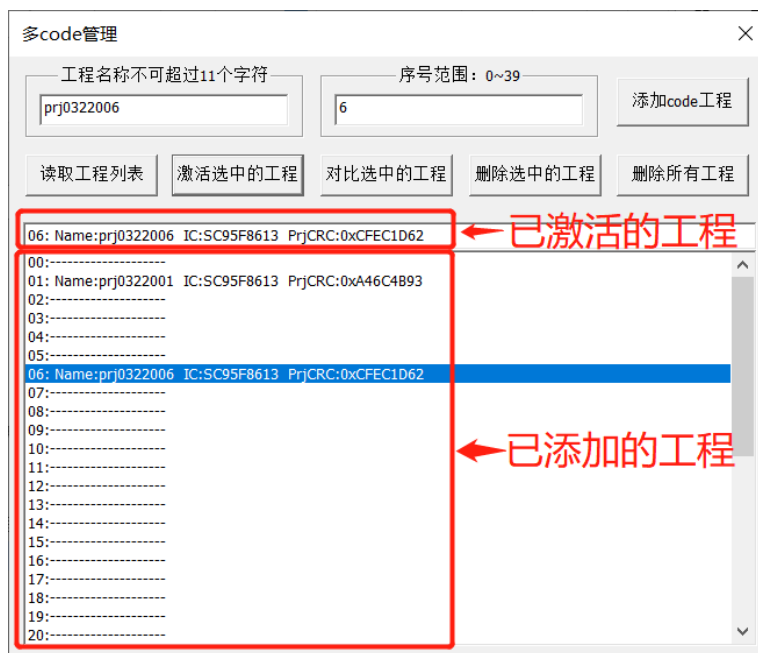 多code管理
工程名称不可超过11个字符
序号范围：0~39
prj0322006
6
添加code工程
读取工程列表
激活选中的工程
对比选中的工程
删除选中的工程
删除所有工程
06: Name:prj0322006 IC:SC95F8613 PrjCRC:0xCFEC1D62
已激活的工程
00:---------------------
01: Name:prj0322001 IC:SC95F8613 PrjCRC:0xA46C4B93
02:---------------------
03:---------------------
04:---------------------
05:---------------------
06: Name:prj0322006 IC:SC95F8613 PrjCRC:0xCFEC1D62
07:---------------------
08:---------------------
09:---------------------
10:---------------------
已添加的工程
11:---------------------
12:---------------------
13:---------------------
14:---------------------
15:---------------------
16:---------------------
17:---------------------
18:---------------------
19:---------------------
20:---------------------